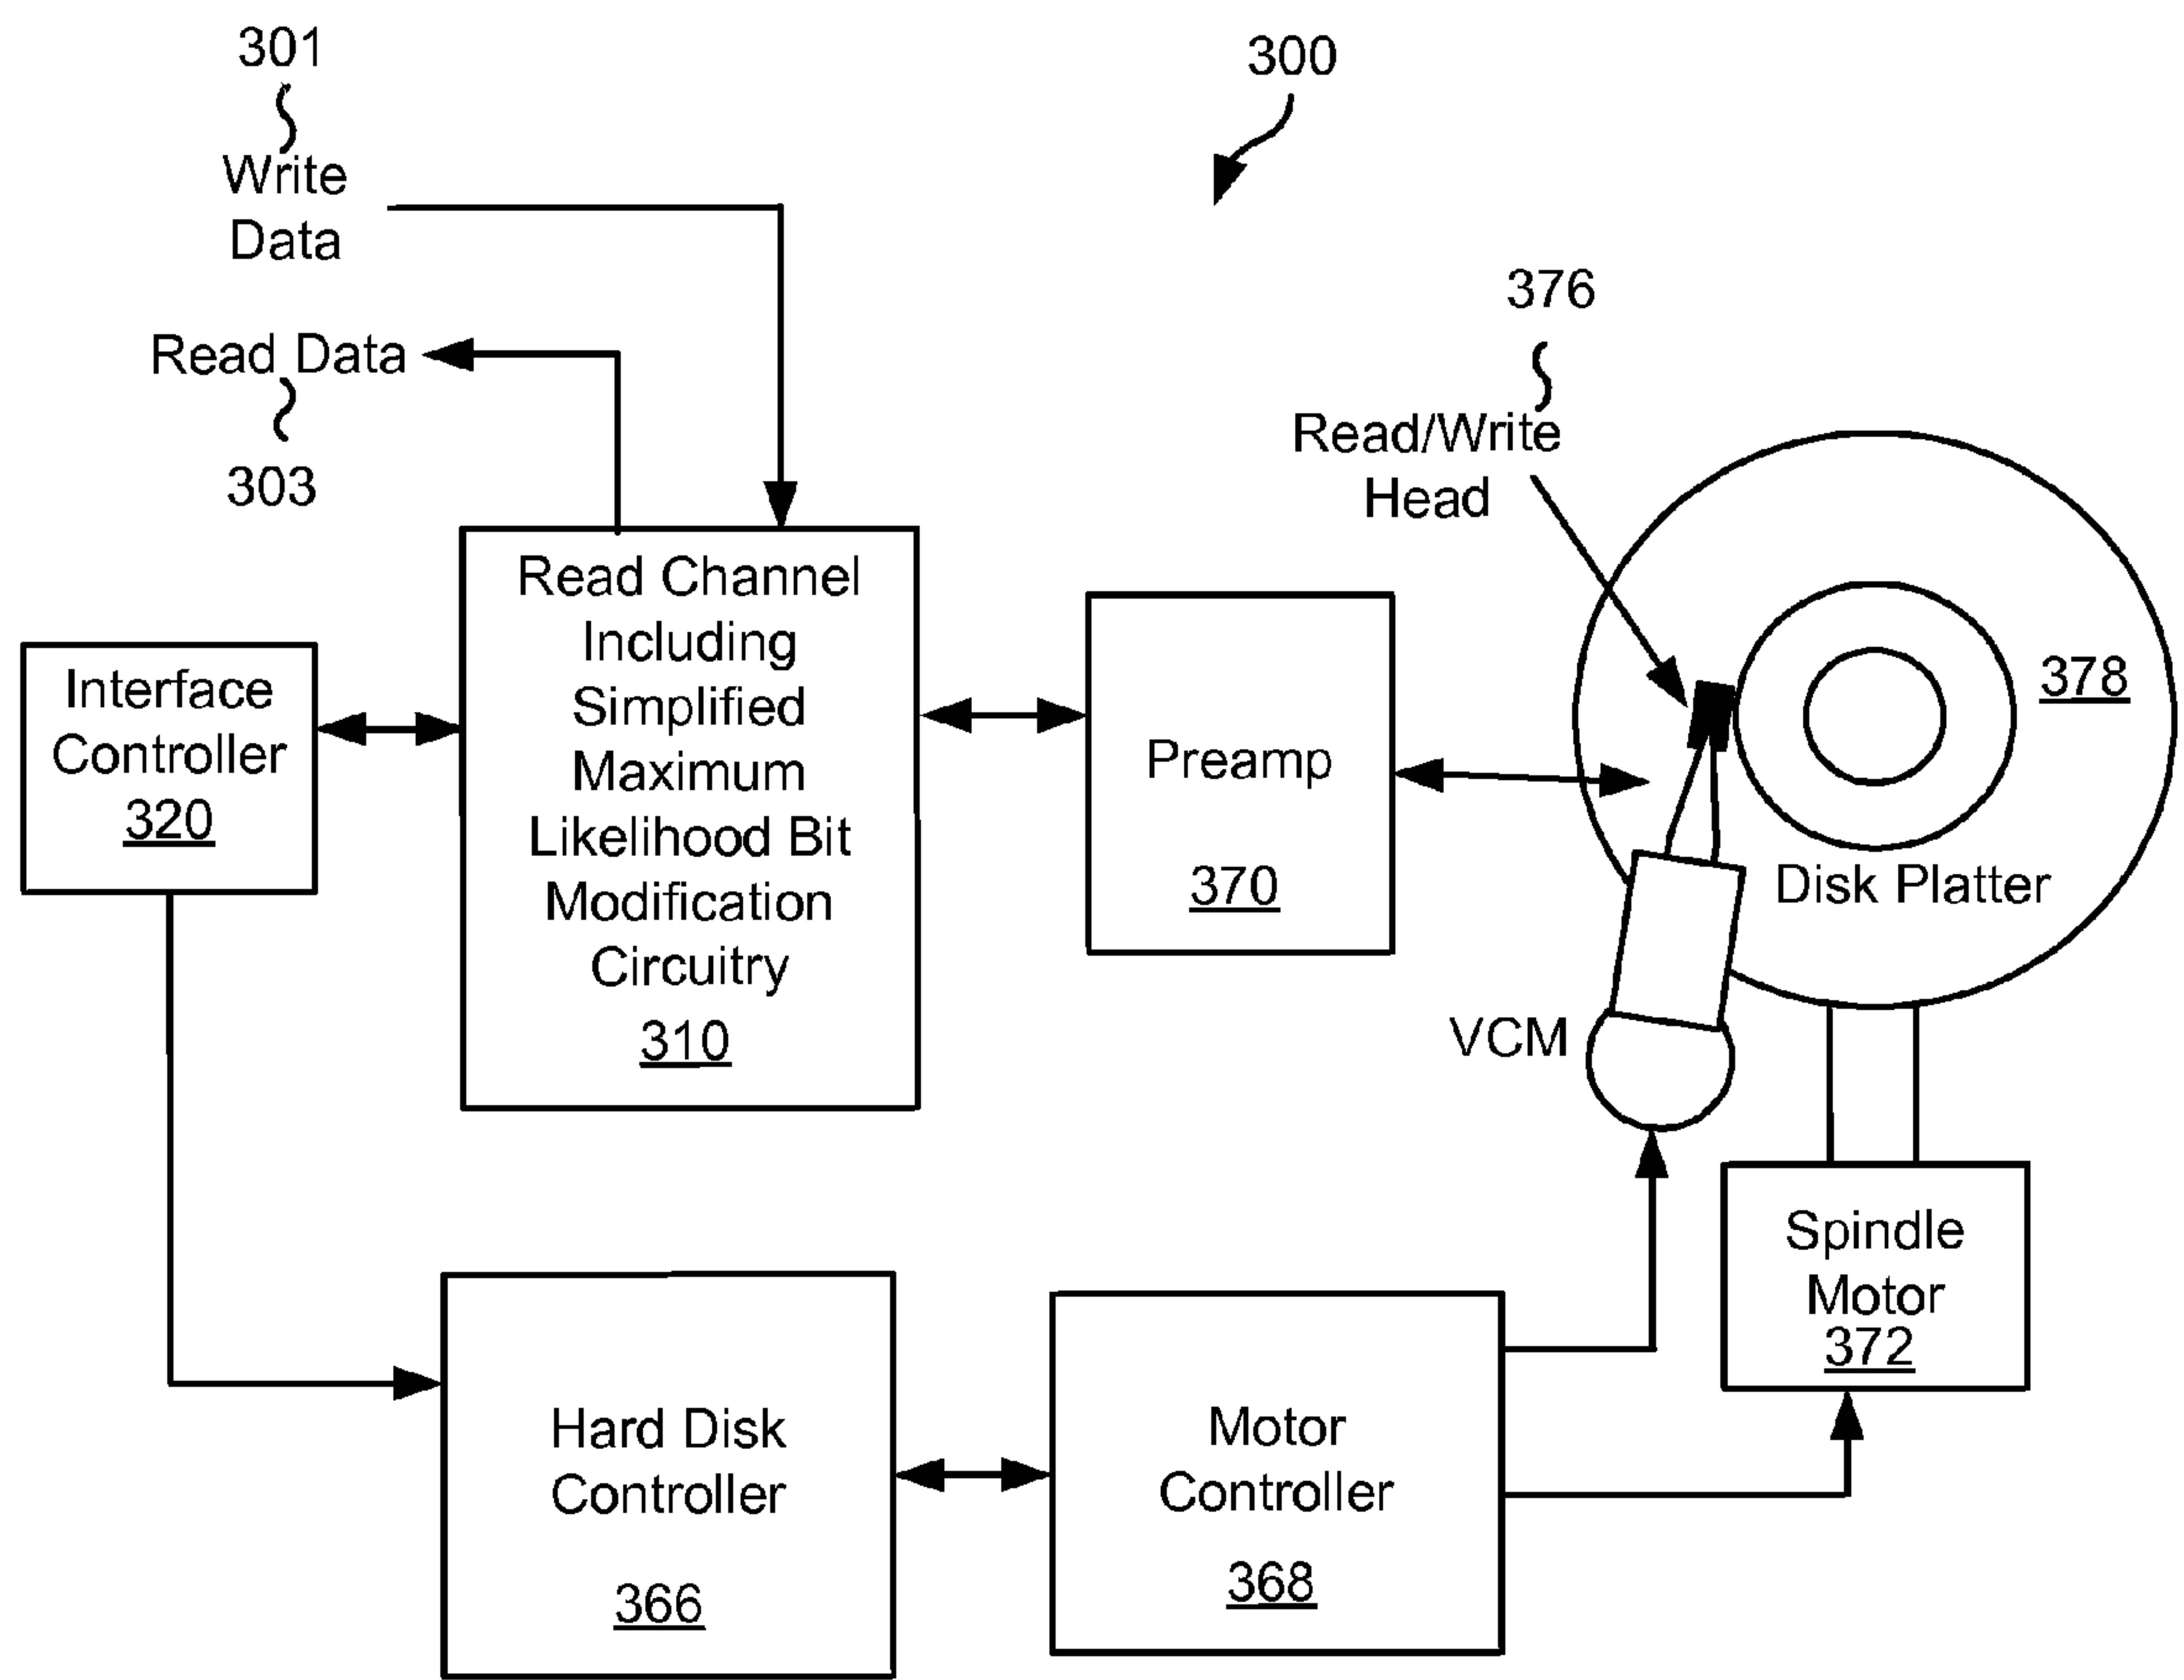 301
Write
Data
300
Read Data
303
376
Read/Write
Head
Read Channel
Including
Simplified
Maximum
Likelihood Bit
Modification
Circuitry
310
Interface
Controller
320
Preamp
370
378
Disk Platter
VCM
Spindle
Motor
372
Hard Disk
Controller
366
Motor
Controller
368